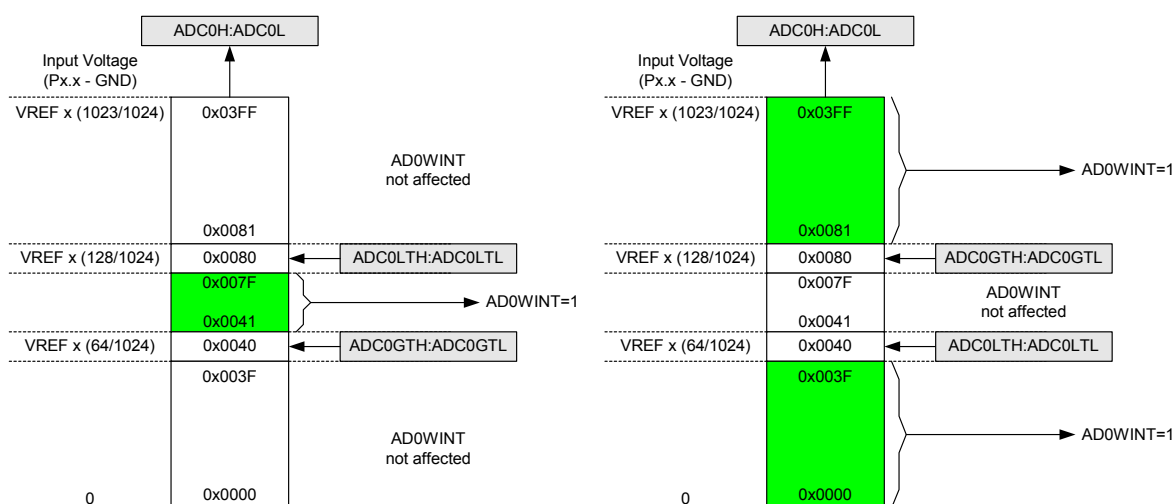 ADC0H:ADC0L
Input Voltage
(Px.x - GND)
VREF x (1023/1024)
0x03FF
AD0WINT
not affected
0x0081
VREF x (128/1024)
0x0080
ADC0LTH:ADC0LTL
0x007F
AD0WINT=1
0x0041
VREF x (64/1024)
0x0040
ADC0GTH:ADC0GTL
0x003F
AD0WINT
not affected
0
0x0000
ADC0H:ADC0L
Input Voltage
(Px.x - GND)
VREF x (1023/1024)
0x03FF
AD0WINT=1
0x0081
VREF x (128/1024)
0x0080
ADC0GTH:ADC0GTL
0x007F
AD0WINT
not affected
0x0041
VREF x (64/1024)
0x0040
ADC0LTH:ADC0LTL
0x003F
AD0WINT=1
0
0x0000